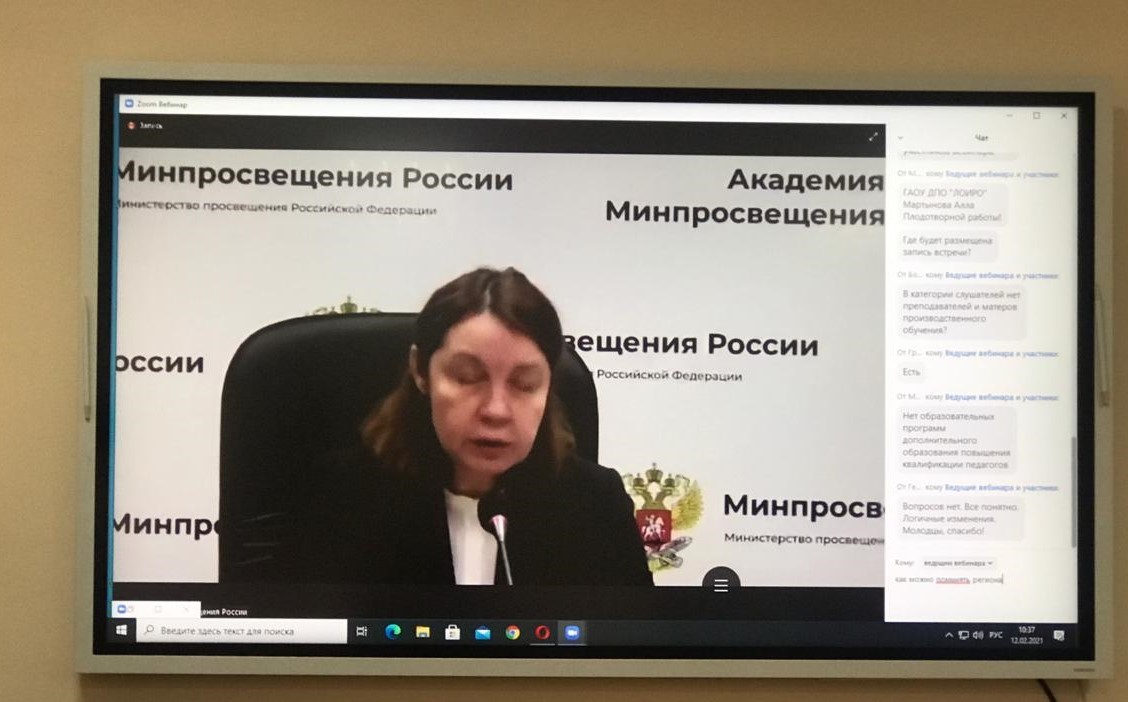 Zoom Вебинар
Запись
Минпросвещения России
Министерство просвещения Российской Федерации
Академия
Минпросвещения
оссии
вещения России
Российской Федерации
Минпр
Минпросв
Министерство просвещен
ения России
Чат
От М... кому Ведущие вебинара и участники:
ГАОУ ДПО "ЛОИРО"
Мартынова Алла
Плодотворной работы!
Где будет размещена
запись встречи?
От Бо... кому Ведущие вебинара и участники:
В категории слушателей нет
преподавателей и матеров
производственного
обучения?
От Гр... кому Ведущие вебинара и участники:
Есть
От М... кому Ведущие вебинара и участники:
Нет образовательных
программ
дополнительного
образования повышения
квалификации педагогов
От Ге... кому Ведущие вебинара и участники:
Вопросов нет. Все понятно.
Логичные изменения.
Молодцы, спасибо!
Кому: ведущим вебинара
как можно региона
Введите здесь текст для поиска
РУС
10:37
12.02.2021